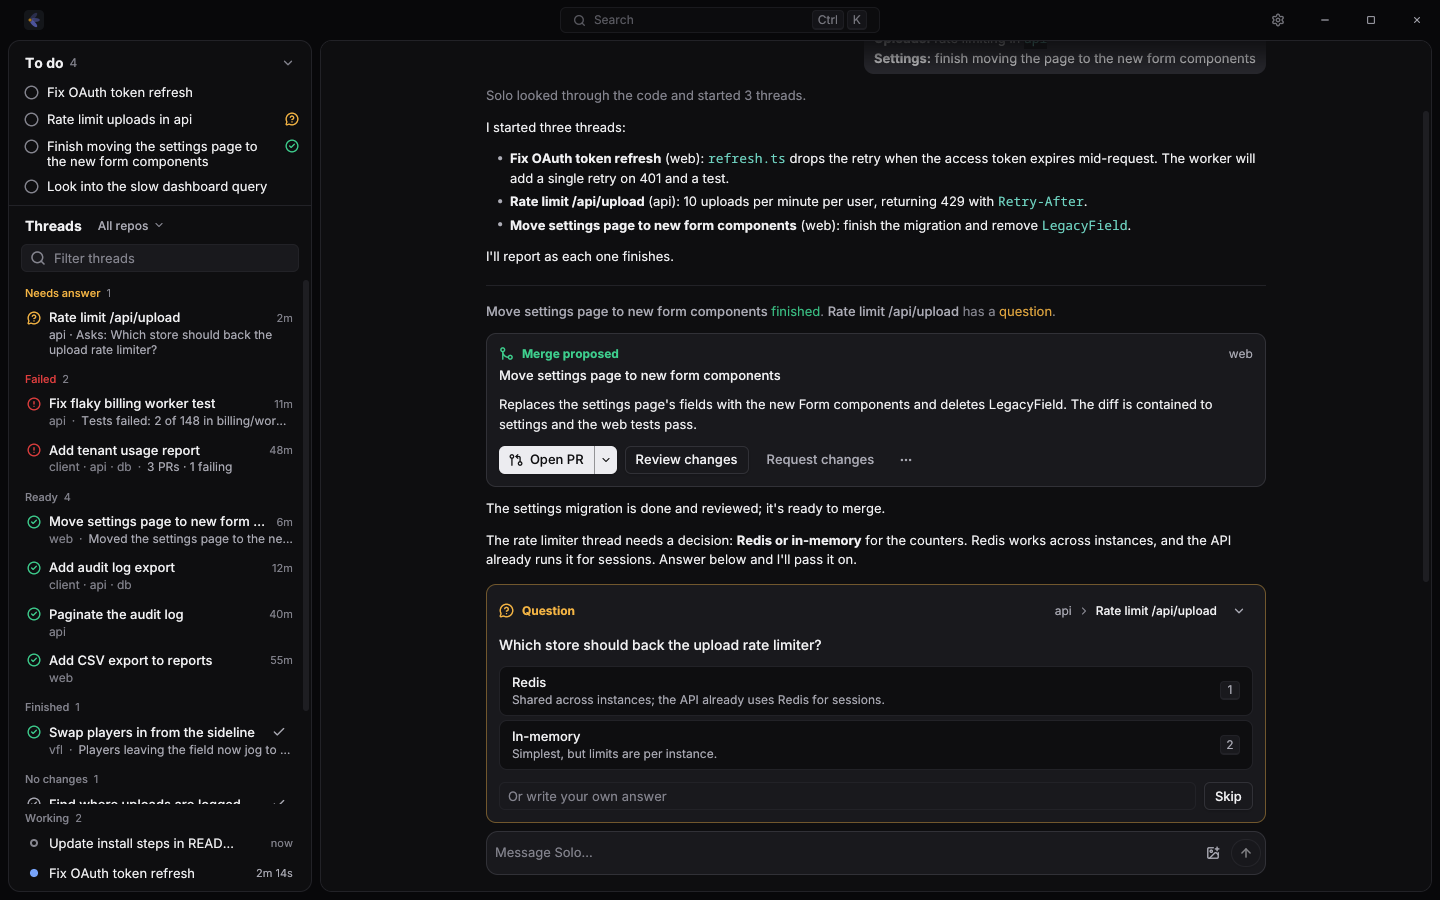 Search
Ctrl K
To do 4
Fix OAuth token refresh
Rate limit uploads in api
Finish moving the settings page to
the new form components
Look into the slow dashboard query
Threads All repos
Filter threads
Needs answer 1
Rate limit /api/upload 2m
api · Asks: Which store should back the
upload rate limiter?
Failed 2
Fix flaky billing worker test 11m
api · Tests failed: 2 of 148 in billing/wor...
Add tenant usage report 48m
client · api · db · 3 PRs · 1 failing
Ready 4
Move settings page to new form ... 6m
web · Moved the settings page to the ne...
Add audit log export 12m
client · api · db
Paginate the audit log 40m
api
Add CSV export to reports 55m
web
Finished 1
Swap players in from the sideline
vfl · Players leaving the field now jog to ...
No changes 1
Find where uploads are logged
Working 2
Update install steps in READ... now
Fix OAuth token refresh 2m 14s
Settings: finish moving the page to the new form components
Solo looked through the code and started 3 threads.
I started three threads:
• Fix OAuth token refresh (web): refresh.ts drops the retry when the access token expires mid-request. The worker will
add a single retry on 401 and a test.
• Rate limit /api/upload (api): 10 uploads per minute per user, returning 429 with Retry-After.
• Move settings page to new form components (web): finish the migration and remove LegacyField.
I'll report as each one finishes.
Move settings page to new form components finished. Rate limit /api/upload has a question.
Merge proposed web
Move settings page to new form components
Replaces the settings page's fields with the new Form components and deletes LegacyField. The diff is contained to
settings and the web tests pass.
Open PR Review changes Request changes ...
The settings migration is done and reviewed; it's ready to merge.
The rate limiter thread needs a decision: Redis or in-memory for the counters. Redis works across instances, and the API
already runs it for sessions. Answer below and I'll pass it on.
Question api > Rate limit /api/upload
Which store should back the upload rate limiter?
Redis
Shared across instances; the API already uses Redis for sessions. 1
In-memory
Simplest, but limits are per instance. 2
Or write your own answer Skip
Message Solo...